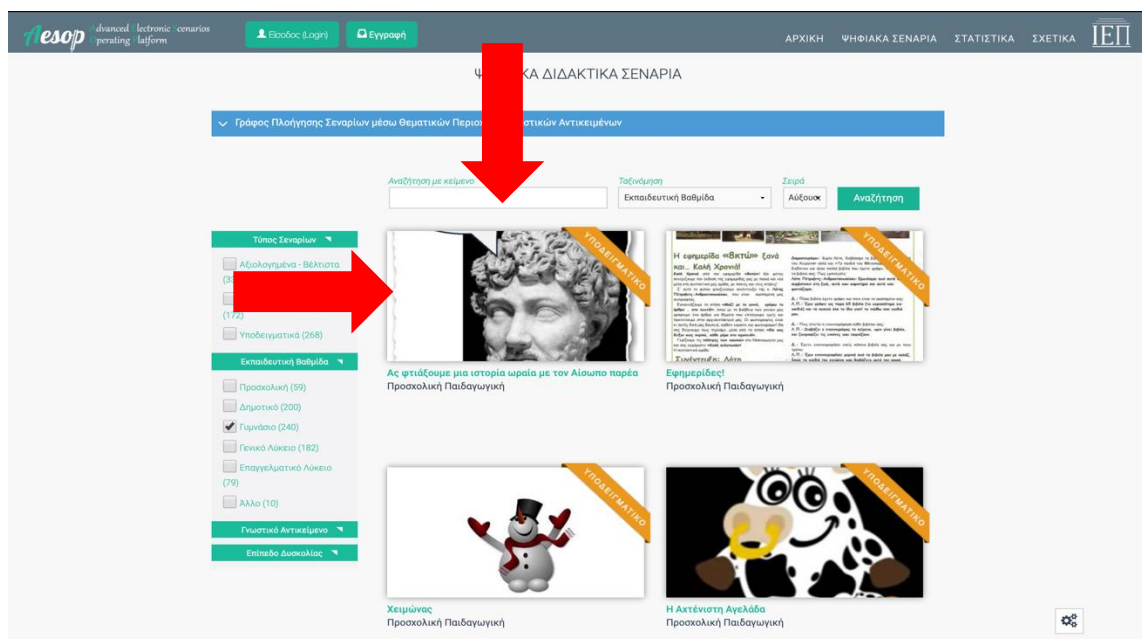 Aesop Advanced Electronic Scenarios
Operating Platform
Είσοδος (Login)
Εγγραφή
ΑΡΧΙΚΗ ΨΗΦΙΑΚΑ ΣΕΝΑΡΙΑ ΣΤΑΤΙΣΤΙΚΑ ΣΧΕΤΙΚΑ
ΙΕΠ
ΔΙΔΑΚΤΙΚΑ ΣΕΝΑΡΙΑ
Γράφος Πλοήγησης Σεναρίων μέσω Θεματικών Αντικειμένων
Αναζήτηση με κείμενο
Ταξινόμηση
Σειρά
Εκπαιδευτική Βαθμίδα
Αύξουσ
Αναζήτηση
Τύπος Σεναρίων
Αξιολογημένα - Βέλτιστα
(172)
Υποδειγματικά (268)
Εκπαιδευτική Βαθμίδα
Προσχολική (59)
Δημοτικό (200)
Γυμνάσιο (240)
Γενικό Λύκειο (182)
Επαγγελματικό Λύκειο
(79)
Άλλο (10)
Γνωστικό Αντικείμενο
Επίπεδο Δυσκολίας
ΥΠΟΔΕΙΓΜΑΤΙΚΟ
Ας φτιάξουμε μια ιστορία ωραία με τον Αίσωπο παρέα
Προσχολική Παιδαγωγική
Η εφημερίδα «Βκτώ» ξανά
και... Καλή Χρονιά!
ΥΠΟΔΕΙΓΜΑΤΙΚΟ
Εφημερίδες!
Προσχολική Παιδαγωγική
ΥΠΟΔΕΙΓΜΑΤΙΚΟ
Χειμώνας
Προσχολική Παιδαγωγική
ΥΠΟΔΕΙΓΜΑΤΙΚΟ
Η Αχτένιστη Αγελάδα
Προσχολική Παιδαγωγική